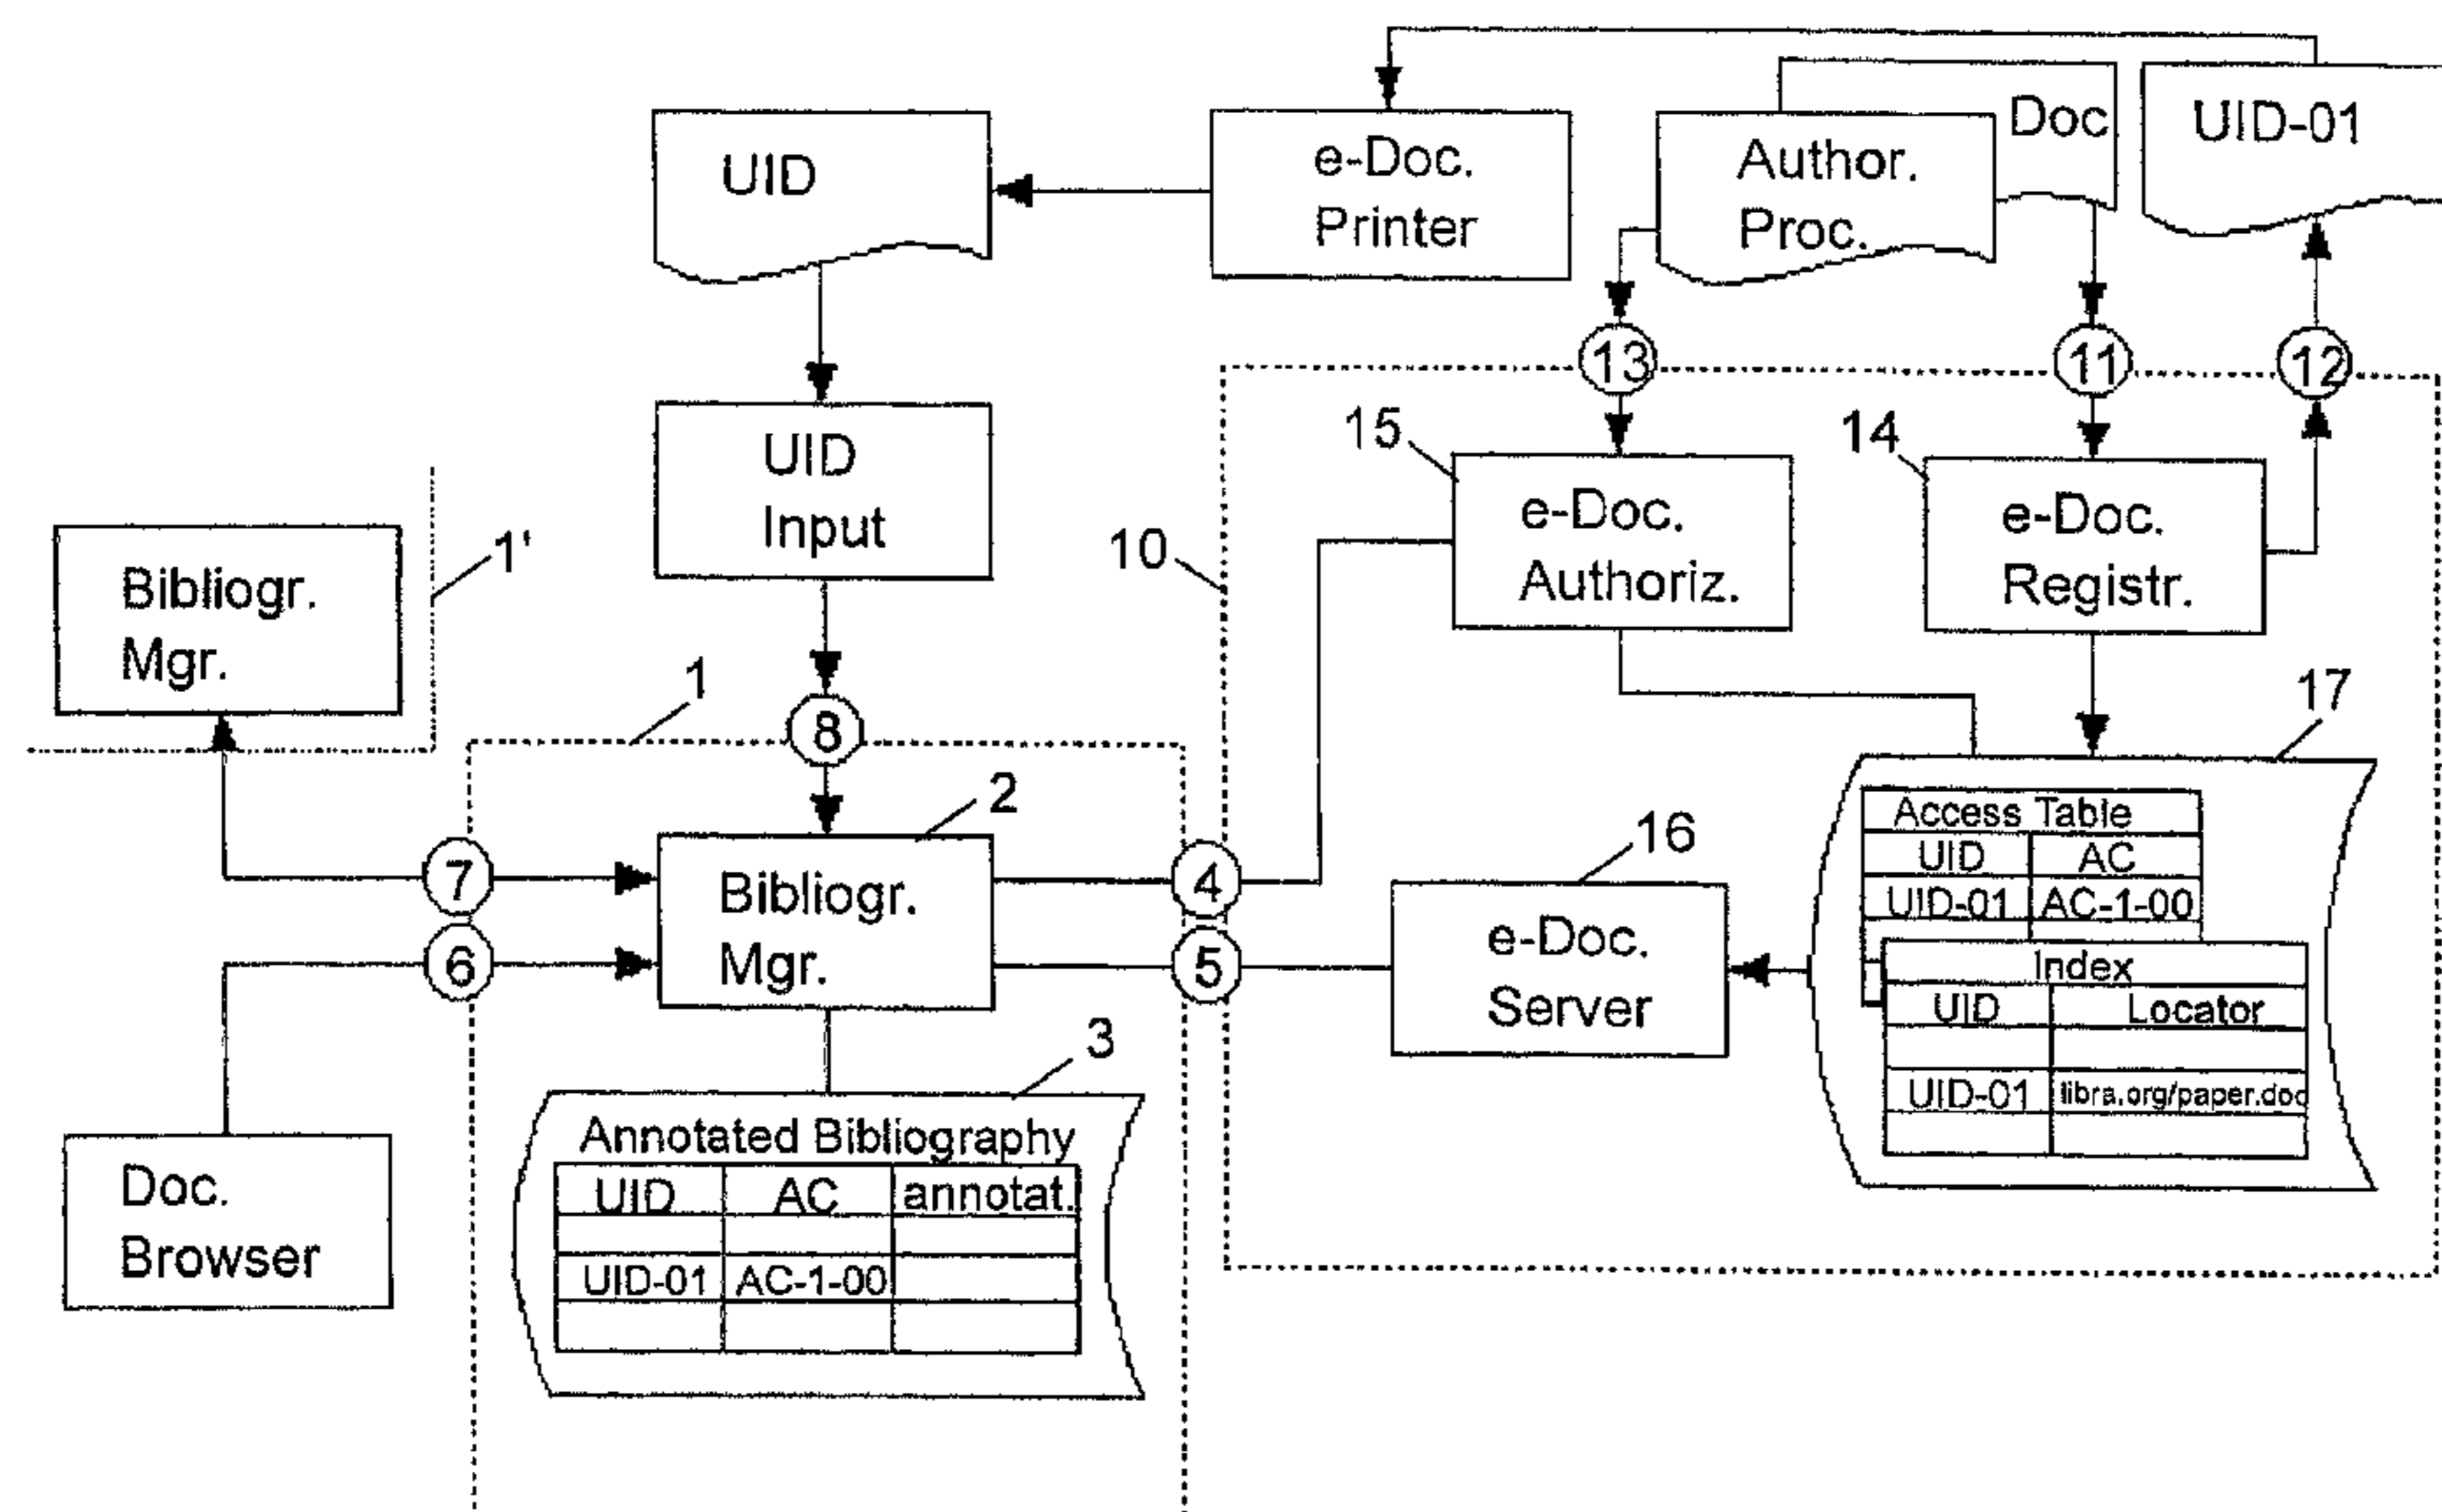 UID
e-Doc.
Printer
Author.
Proc.
Doc
UID-01
13
11
12
UID
Input
15
e-Doc.
Authoriz.
14
e-Doc.
Registr.
10
Bibliogr.
Mgr.
1'
1
8
17
2
Bibliogr.
Mgr.
7
6
4
5
16
e-Doc.
Server
Access Table
UID AC
UID-01 AC-1-00
Index
UID Locator
UID-01 libra.org/paper.doc
3
Annotated Bibliography
UID AC annotat.
UID-01 AC-1-00
Doc.
Browser